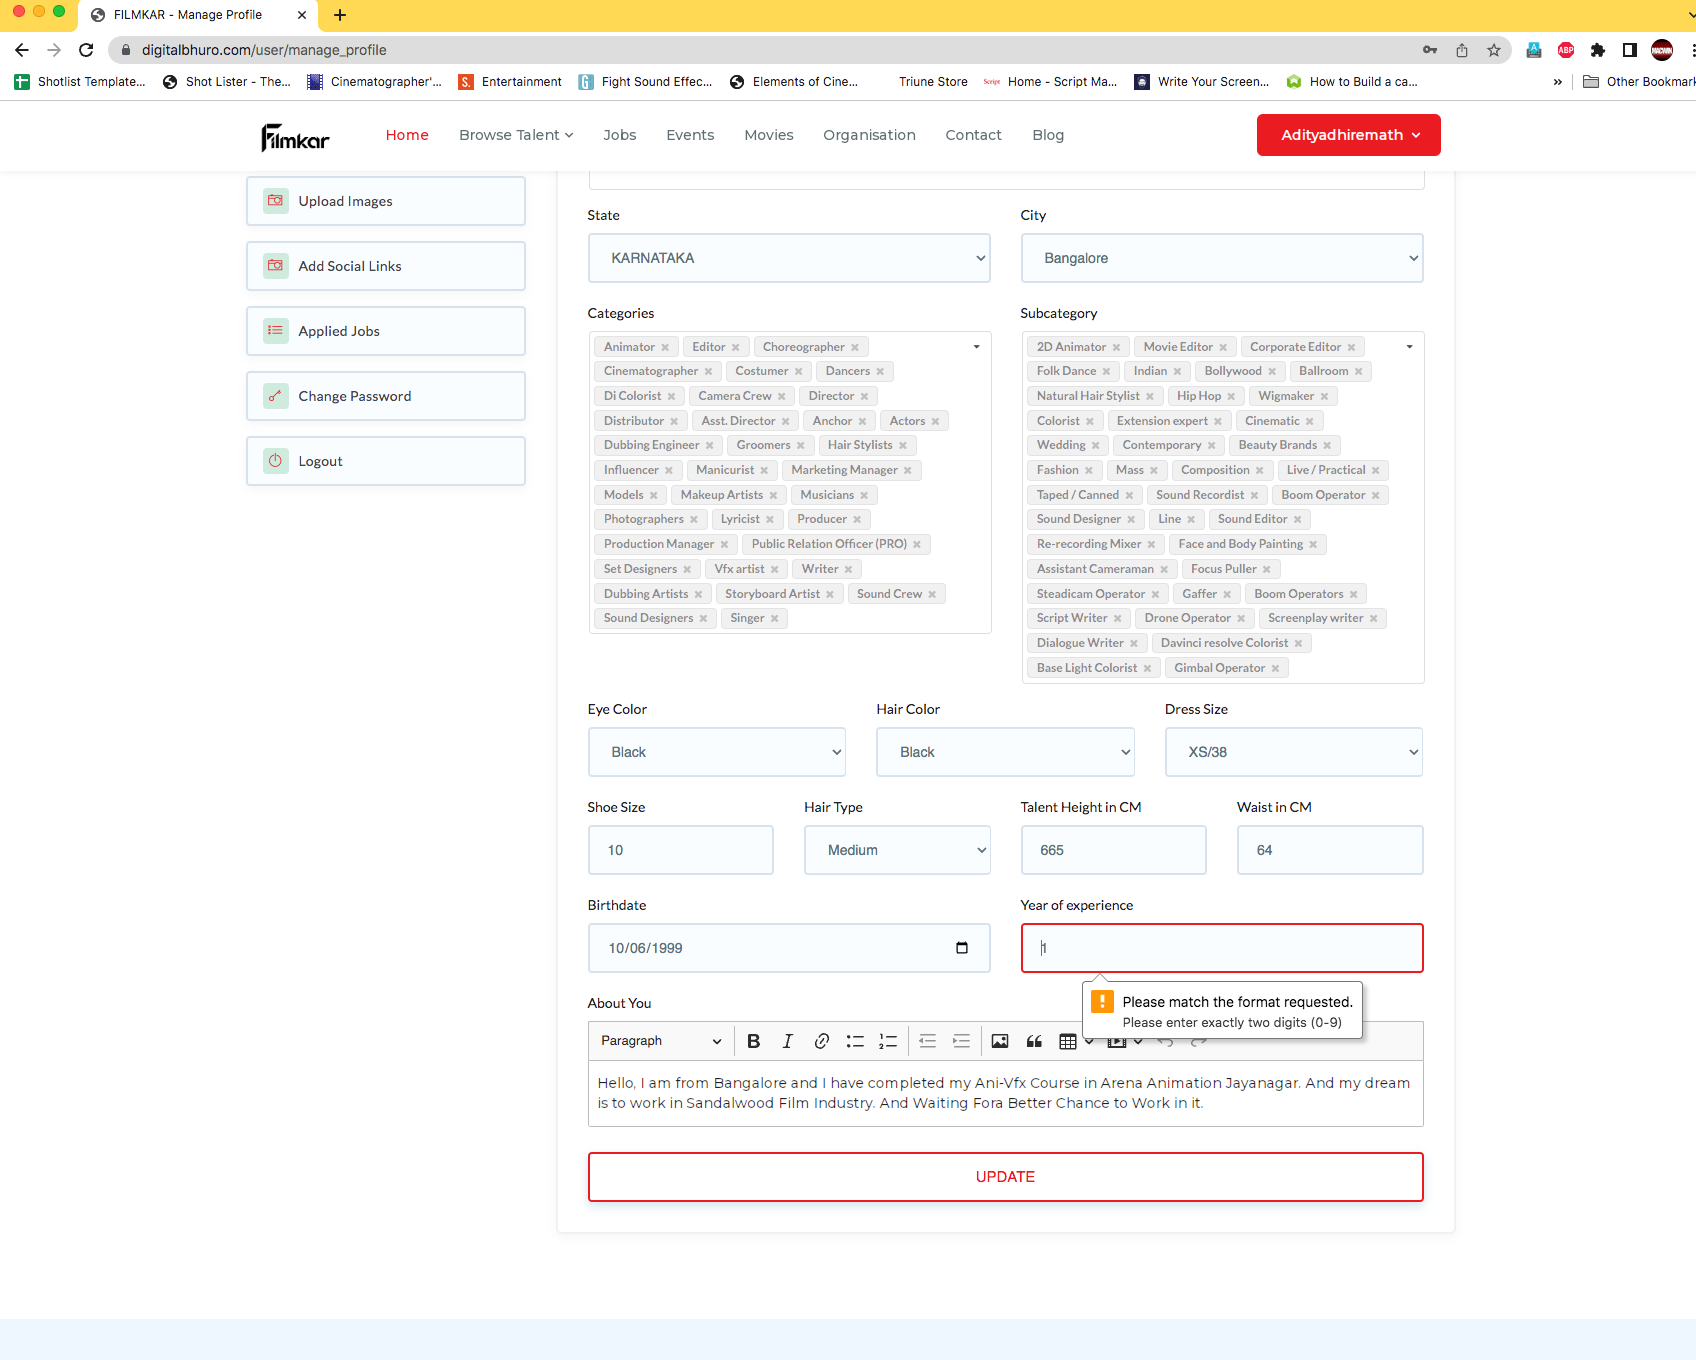 FILMKAR - Manage Profile
digitalbhuro.com/user/manage_profile
ABP
Shotlist Template...
Shot Lister - The...
Cinematographer'...
S. Entertainment
Fight Sound Effec...
Elements of Cine...
Triune Store
Script Home - Script Ma...
Write Your Screen...
How to Build a ca...
»
Other Bookmark
Filmkar
Home
Browse Talent
Jobs
Events
Movies
Organisation
Contact
Blog
Adityadhiremath
Upload Images
Add Social Links
Applied Jobs
Change Password
Logout
State
KARNATAKA
City
Bangalore
Categories
Animator × Editor × Choreographer ×
Cinematographer × Costumer × Dancers ×
Di Colorist × Camera Crew × Director ×
Distributor × Asst. Director × Anchor × Actors ×
Dubbing Engineer × Groomers × Hair Stylists ×
Influencer × Manicurist × Marketing Manager ×
Models × Makeup Artists × Musicians ×
Photographers × Lyricist × Producer ×
Production Manager × Public Relation Officer (PRO) ×
Set Designers × Vfx artist × Writer ×
Dubbing Artists × Storyboard Artist × Sound Crew ×
Sound Designers × Singer ×
Subcategory
2D Animator × Movie Editor × Corporate Editor ×
Folk Dance × Indian × Bollywood × Ballroom ×
Natural Hair Stylist × Hip Hop × Wigmaker ×
Colorist × Extension expert × Cinematic ×
Wedding × Contemporary × Beauty Brands ×
Fashion × Mass × Composition × Live / Practical ×
Taped / Canned × Sound Recordist × Boom Operator ×
Sound Designer × Line × Sound Editor ×
Re-recording Mixer × Face and Body Painting ×
Assistant Cameraman × Focus Puller ×
Steadicam Operator × Gaffer × Boom Operators ×
Script Writer × Drone Operator × Screenplay writer ×
Dialogue Writer × Davinci resolve Colorist ×
Base Light Colorist × Gimbal Operator ×
Eye Color
Black
Hair Color
Black
Dress Size
XS/38
Shoe Size
10
Hair Type
Medium
Talent Height in CM
665
Waist in CM
64
Birthdate
10/06/1999
Year of experience
1
Please match the format requested.
Please enter exactly two digits (0-9)
About You
Paragraph
Hello, I am from Bangalore and I have completed my Ani-Vfx Course in Arena Animation Jayanagar. And my dream
is to work in Sandalwood Film Industry. And Waiting Fora Better Chance to Work in it.
UPDATE